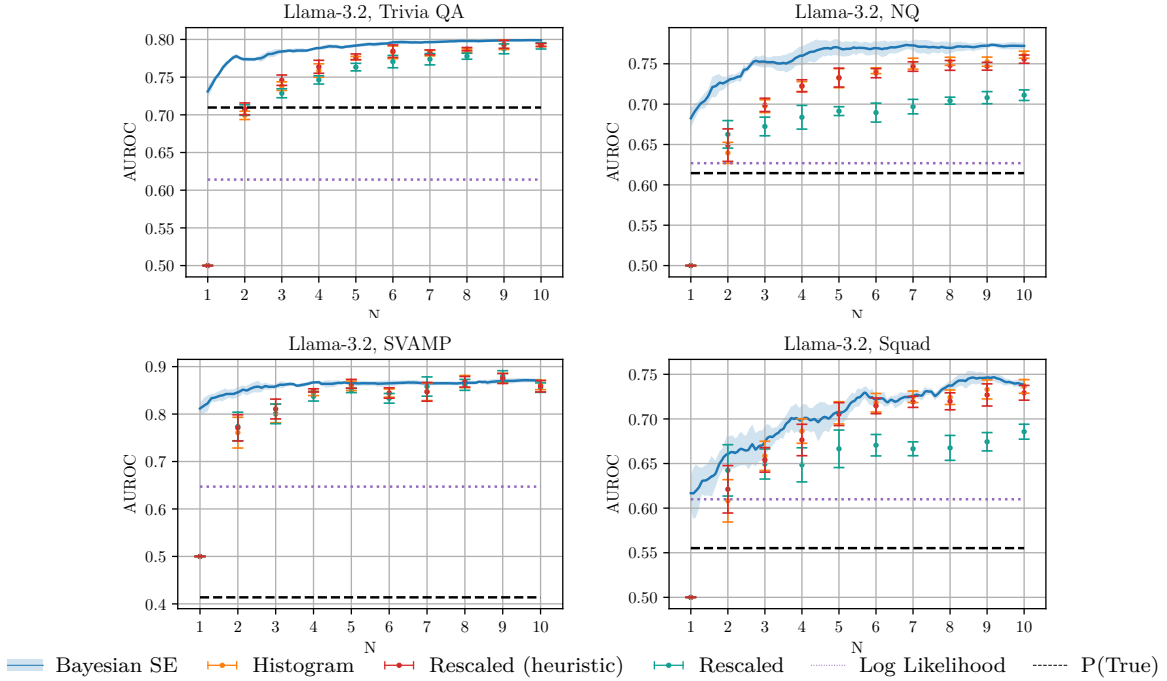 Llama-3.2, Trivia QA
0.80
0.75
0.70
0.65
0.60
0.55
0.50
AUROC
1 2 3 4 5 6 7 8 9 10
N
Llama-3.2, NQ
0.75
0.70
0.65
0.60
0.55
0.50
AUROC
1 2 3 4 5 6 7 8 9 10
N
Llama-3.2, SVAMP
0.9
0.8
0.7
0.6
0.5
0.4
AUROC
1 2 3 4 5 6 7 8 9 10
N
Llama-3.2, Squad
0.75
0.70
0.65
0.60
0.55
0.50
AUROC
1 2 3 4 5 6 7 8 9 10
N
Bayesian SE Histogram Rescaled (heuristic) Rescaled Log Likelihood P(True)